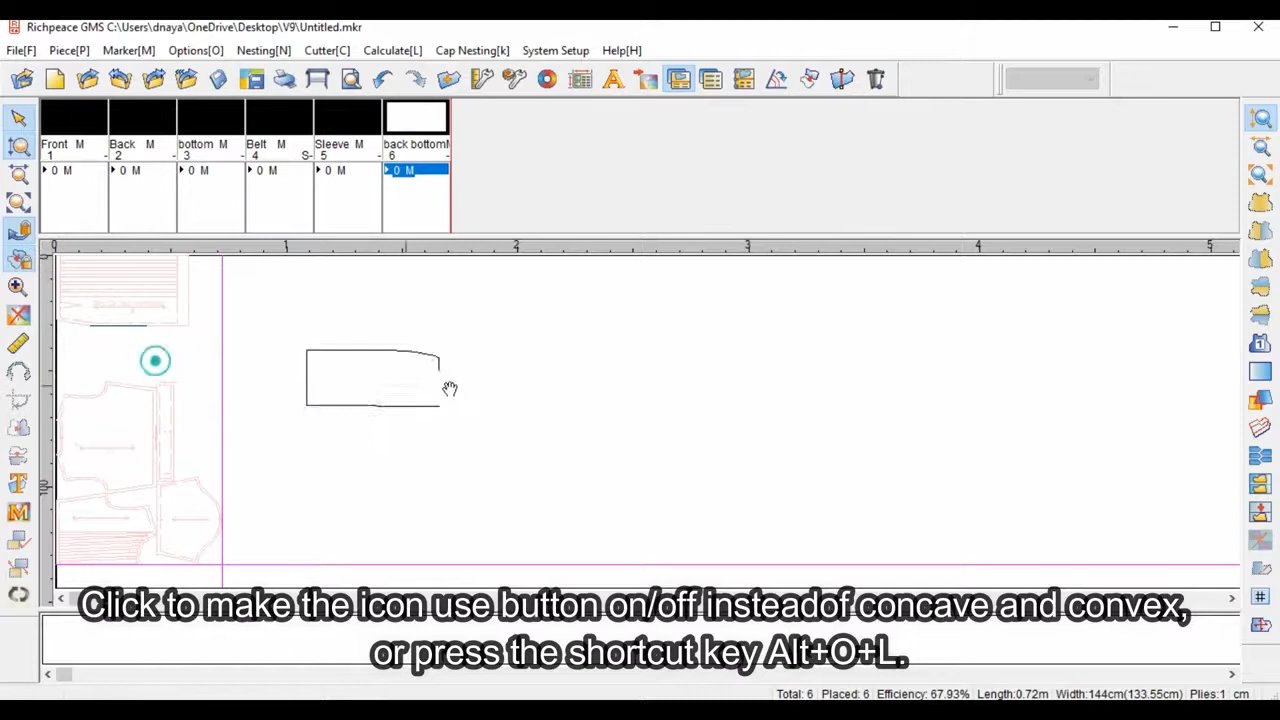 Richpeace GMS C:\Users\dnaya\OneDrive\Desktop\V9\Untitled.mkr
File[F] Piece[P] Marker[M] Options[O] Nesting[N] Cutter[C] Calculate[L] Cap Nesting[k] System Setup Help[H]
Front M Back M bottom M Belt M Sleeve M back bottomM
1 - 2 - 3 - 4 S- 5 - 6 -
0 M 0 M 0 M 0 M 0 M 0 M
0 1 2 3 4 5
0
100
Click to make the icon use button on/off insteadof concave and convex,
or press the shortcut key Alt+O+L.
Total: 6 Placed: 6 Efficiency: 67.93% Length:0.72m Width:144cm(133.55cm) Plies:1 cm